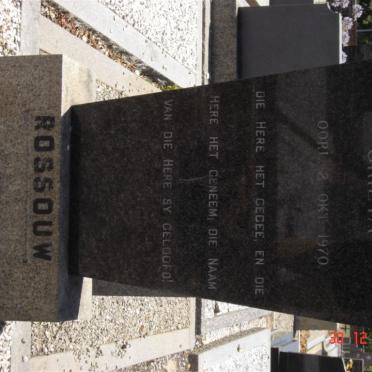 OORL. 2 OKT. 1970
DIE HERE HET GEGEE, EN DIE
HERE HET GENEEM; DIE NAAM
VAN DIE HERE SY GELOOFD!
ROSSOUW
30 12